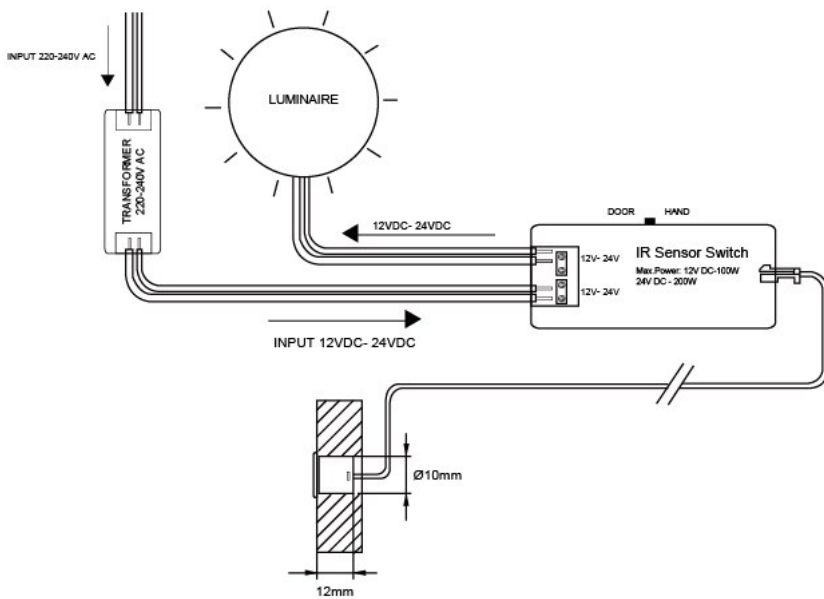 INPUT 220-240V AC
LUMINAIRE
TRANSFORMER
220-240V AC
12VDC- 24VDC
DOOR HAND
IR Sensor Switch
Max.Power: 12V DC-100W
24V DC - 200W
12V- 24V
12V- 24V
INPUT 12VDC- 24VDC
Ø10mm
12mm